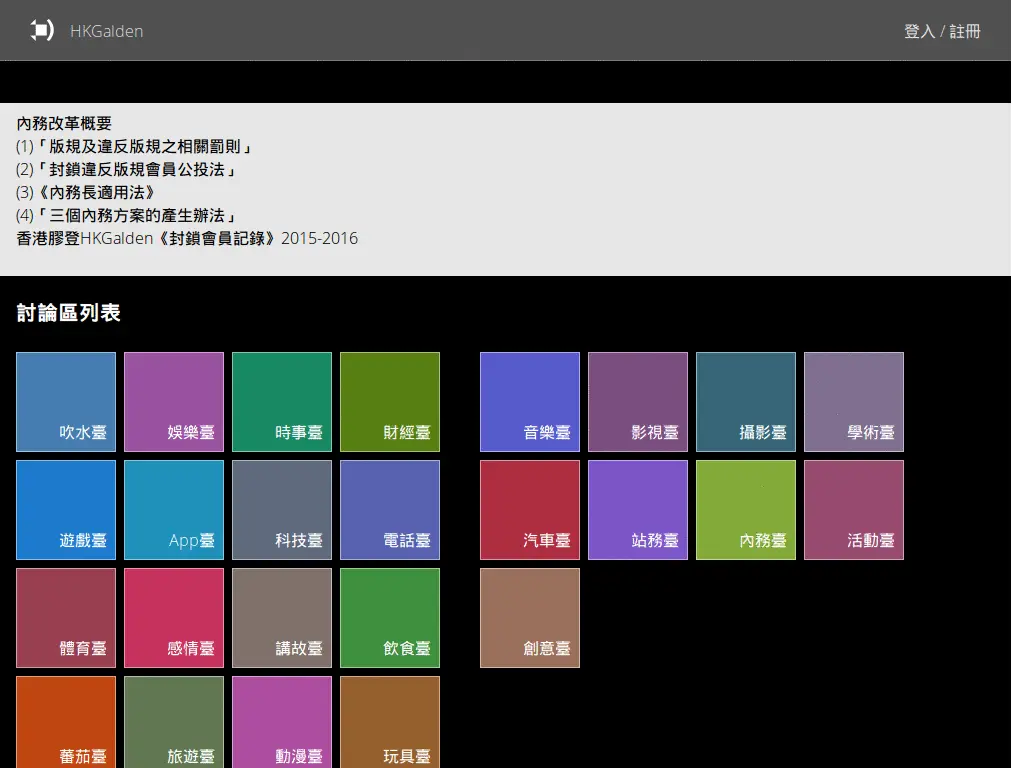 HKGalden
登入 / 註冊
內務改革概要
(1)「版規及違反版規之相關罰則」
(2)「封鎖違反版規會員公投法」
(3)《內務長適用法》
(4)「三個內務方案的產生辦法」
香港膠登HKGalden《封鎖會員記錄》2015-2016
討論區列表
吹水臺
娛樂臺
時事臺
財經臺
遊戲臺
App臺
科技臺
電話臺
體育臺
感情臺
講故臺
飲食臺
蕃茄臺
旅遊臺
動漫臺
玩具臺
音樂臺
影視臺
攝影臺
學術臺
汽車臺
站務臺
內務臺
活動臺
創意臺